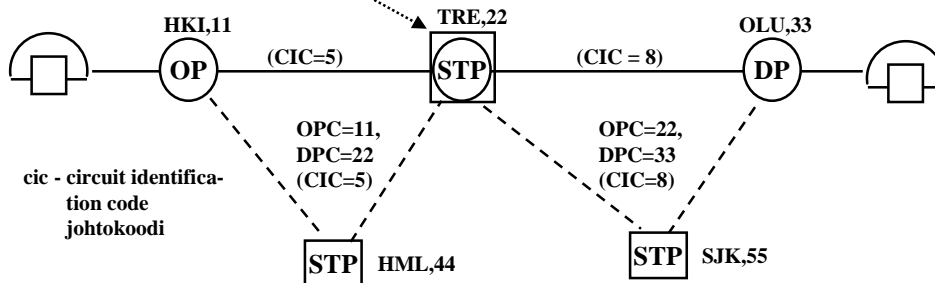 TRE,22
HKI,11
OLU,33
OP
(CIC=5)
STP
(CIC = 8)
DP
OPC=11,
DPC=22
(CIC=5)
OPC=22,
DPC=33
(CIC=8)
cic - circuit identifica-
tion code
johtokoodi
STP
HML,44
STP
SJK,55